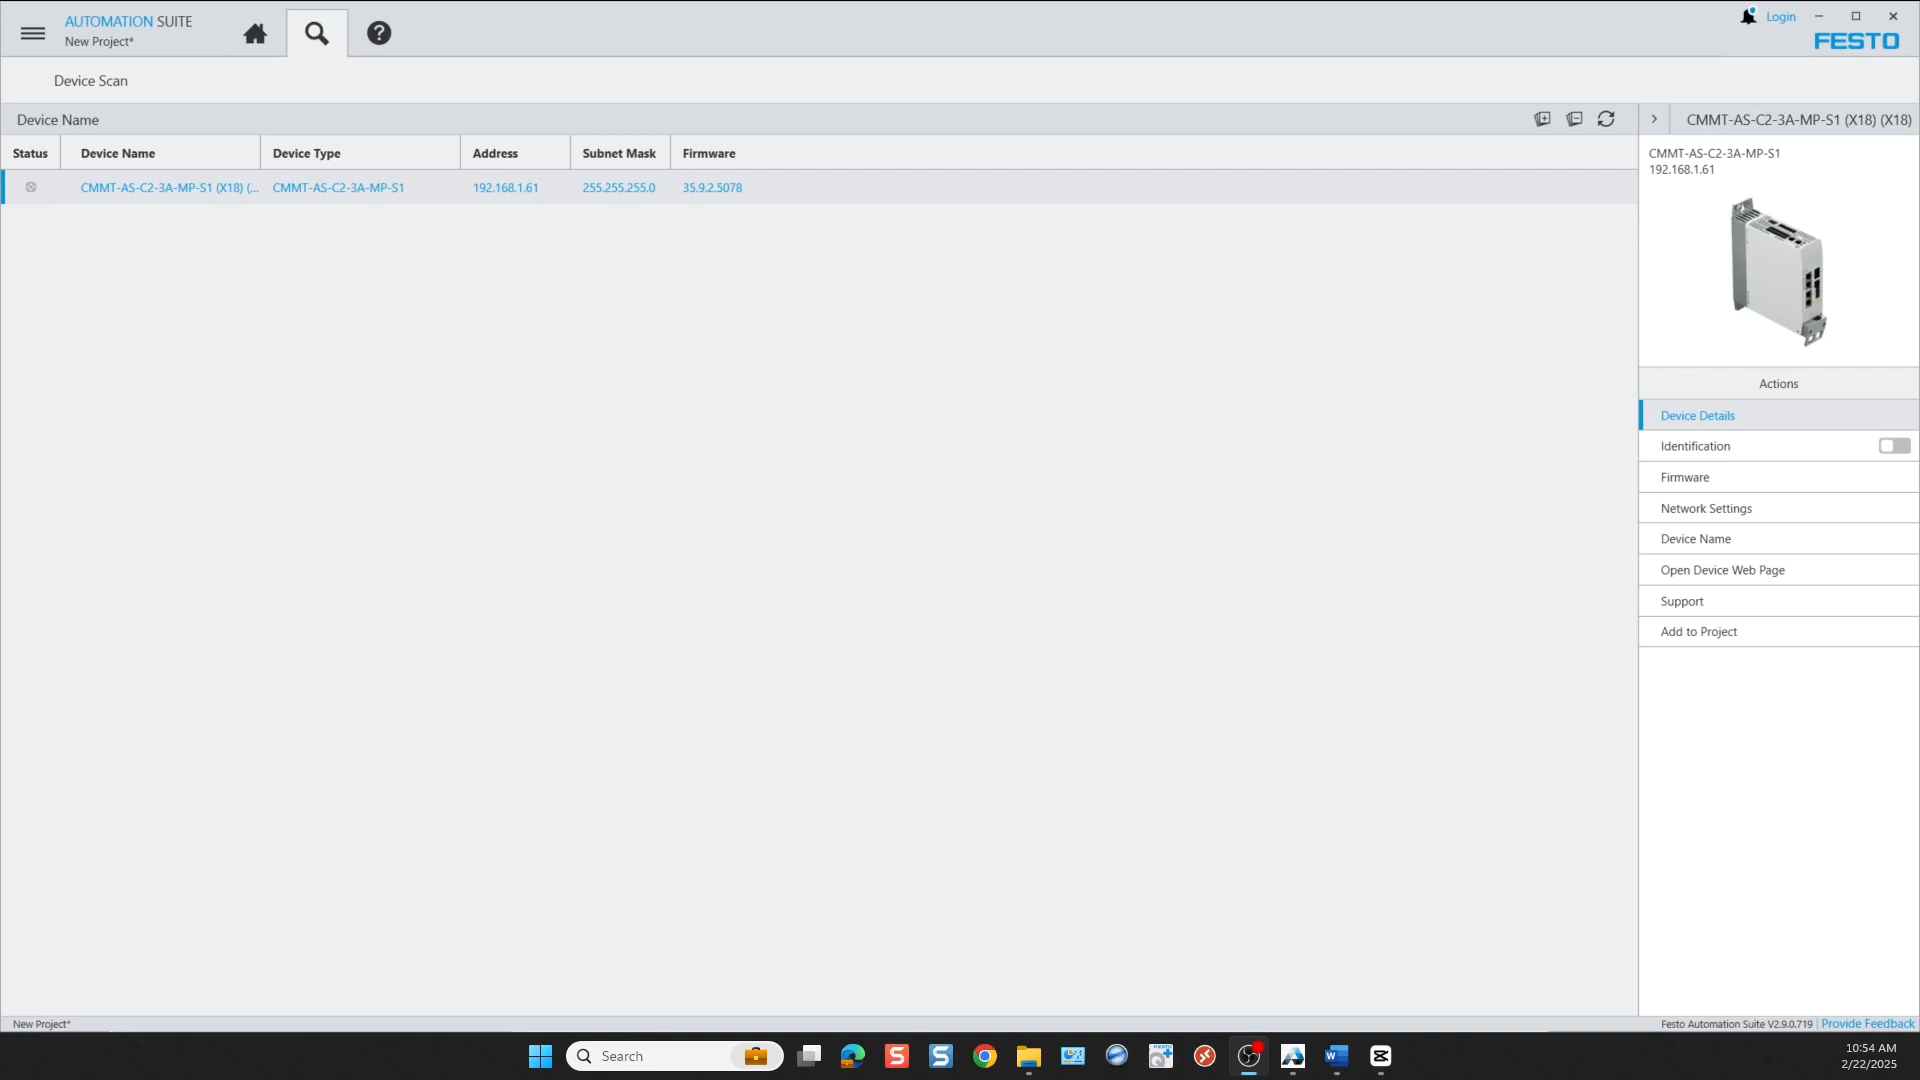 AUTOMATION SUITE
New Project*
Login
FESTO
Device Scan
Device Name
CMMT-AS-C2-3A-MP-S1 (X18) (X18)
Status Device Name Device Type Address Subnet Mask Firmware
CMMT-AS-C2-3A-MP-S1 (X18) (... CMMT-AS-C2-3A-MP-S1 192.168.1.61 255.255.255.0 35.9.2.5078
CMMT-AS-C2-3A-MP-S1
192.168.1.61
Actions
Device Details
Identification
Firmware
Network Settings
Device Name
Open Device Web Page
Support
Add to Project
New Project*
Festo Automation Suite V2.9.0.719 Provide Feedback
Search
10:54 AM
2/22/2025